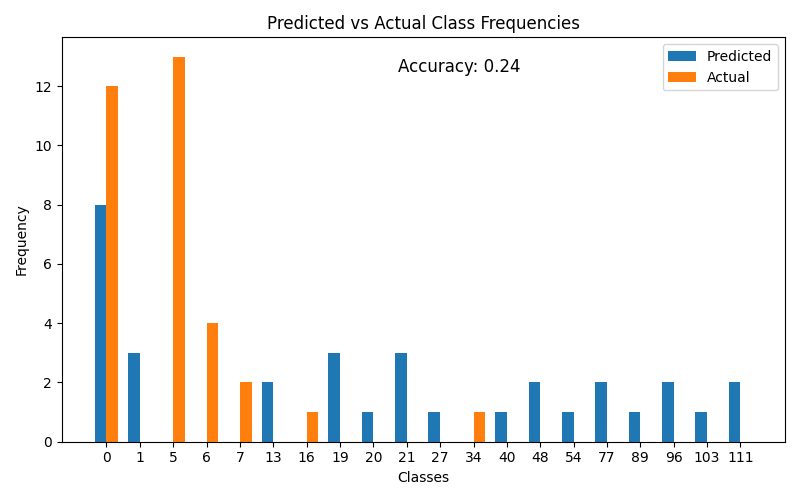 Predicted vs Actual Class Frequencies
Accuracy: 0.24
Predicted
Actual
Frequency
12
10
8
6
4
2
0
0 1 5 6 7 13 16 19 20 21 27 34 40 48 54 77 89 96 103 111
Classes